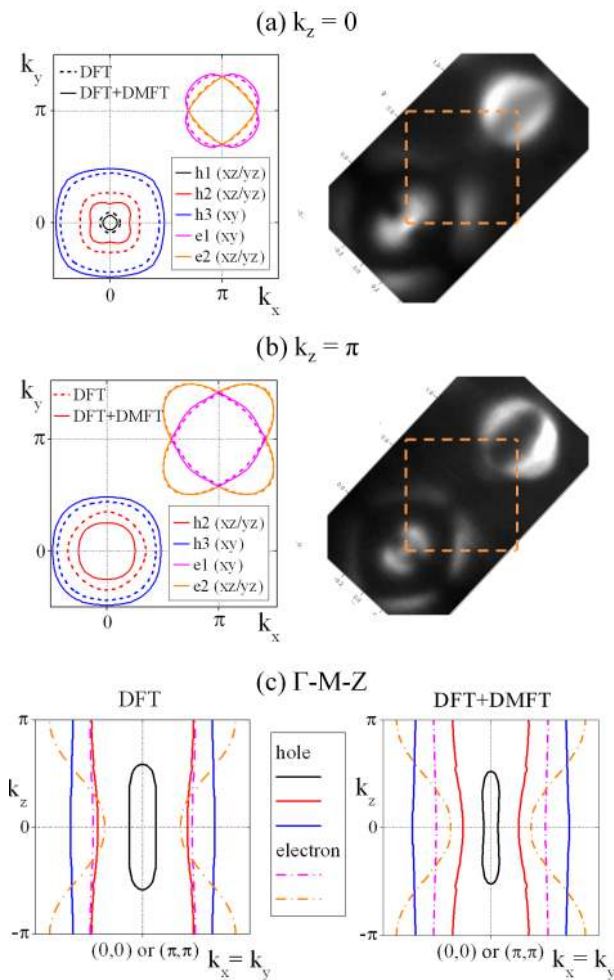 (a) k_z = 0
k_y
DFT
DFT+DMFT
π
h1 (xz/yz)
h2 (xz/yz)
h3 (xy)
e1 (xy)
e2 (xz/yz)
0
0
π
k_x
(b) k_z = π
k_y
DFT
DFT+DMFT
π
h2 (xz/yz)
h3 (xy)
e1 (xy)
e2 (xz/yz)
0
0
π
k_x
(c) Γ-M-Z
DFT
DFT+DMFT
π
k_z
0
-π
(0,0) or (π,π)
k_x = k_y
hole
electron
π
k_z
0
-π
(0,0) or (π,π)
k_x = k_y